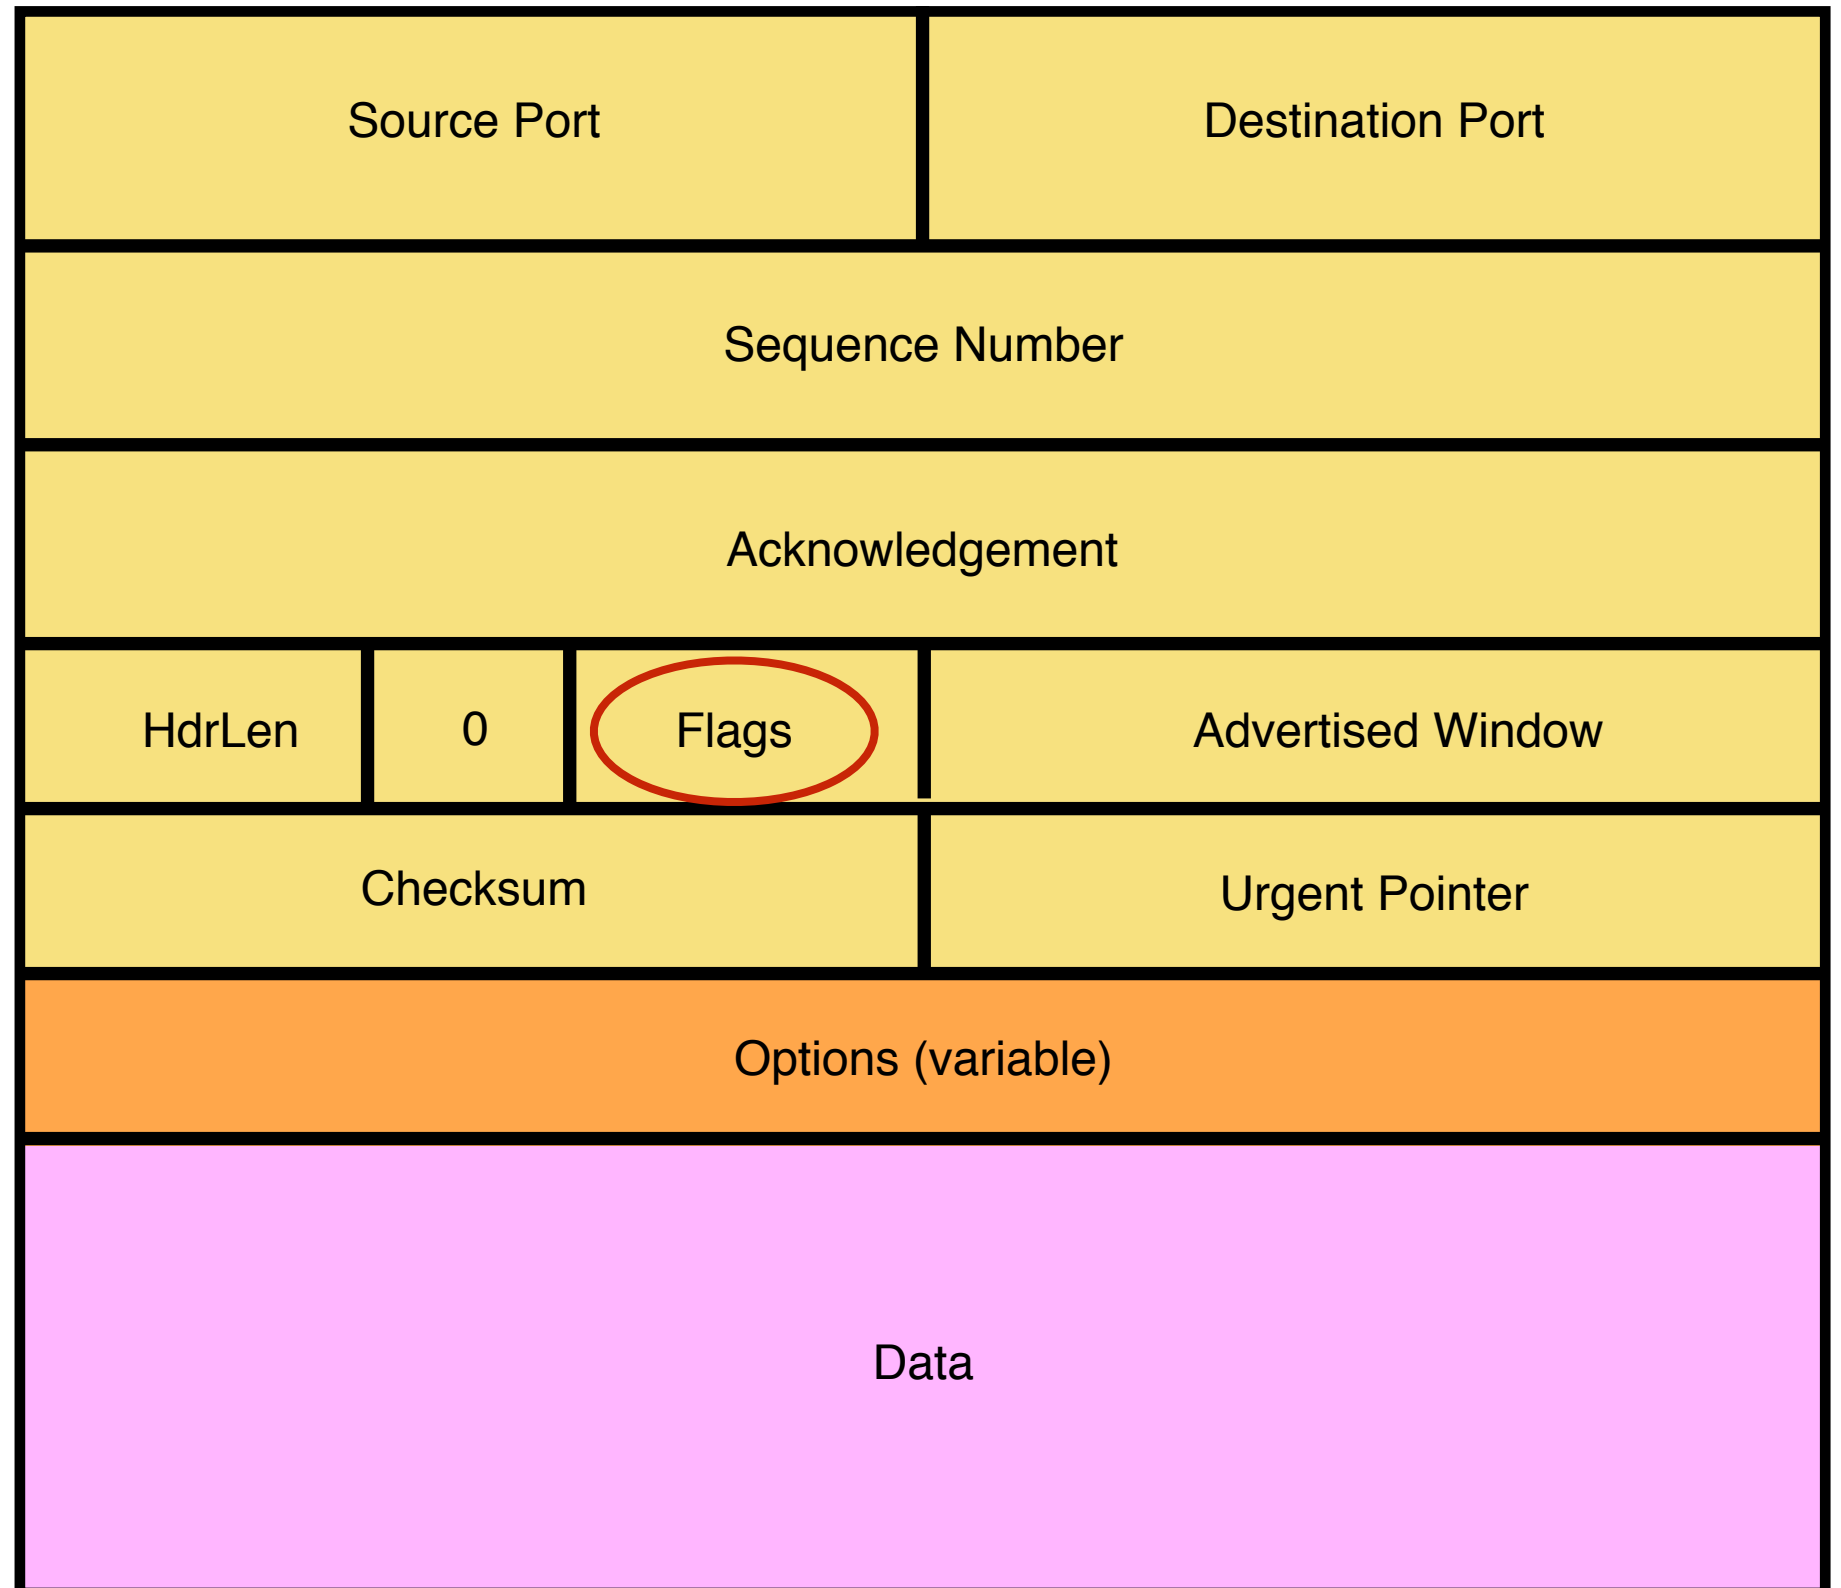 Source Port
Destination Port
Sequence Number
Acknowledgement
HdrLen
0
Flags
Advertised Window
Checksum
Urgent Pointer
Options (variable)
Data